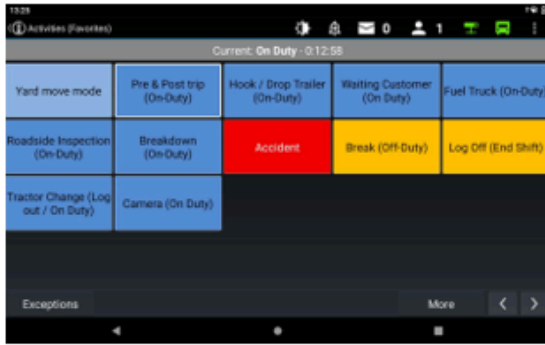 13:25
Activities (Favorites)
0
1
Current: On Duty - 0:12:58
Yard move mode
Pre & Post trip
(On-Duty)
Hook / Drop Trailer
(On-Duty)
Waiting Customer
(On Duty)
Fuel Truck (On-Duty)
Roadside Inspection
(On-Duty)
Breakdown
(On-Duty)
Accident
Break (Off-Duty)
Log Off (End Shift)
Tractor Change (Log
out / On Duty)
Camera (On Duty)
Exceptions
More